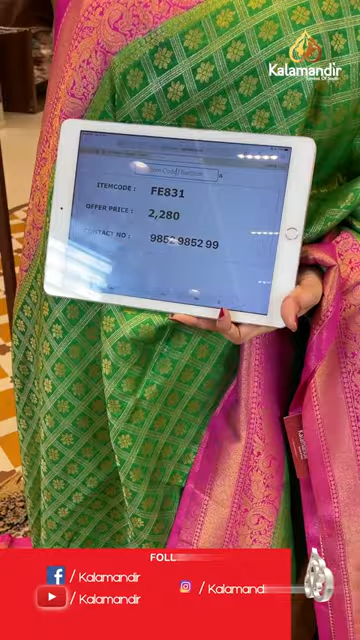 Kalamandir
ITEMCODE : FE831
OFFER PRICE : 2,280
CONTACT NO : 9852 9852 99
FOLL
/ Kalamandir
/ Kalamandi
/ Kalamandir